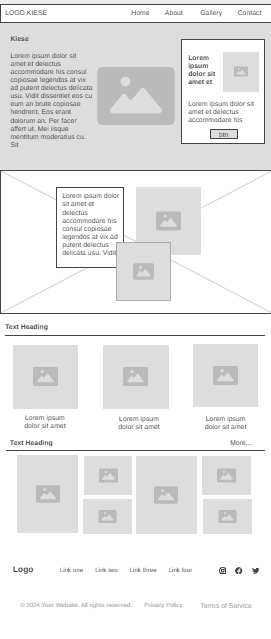 LOGO KIESE Home About Gallery Contact
Kiese
Lorem ipsum dolor sit
amet et delectus
accommodare his consul
copiosae legendos at vix
ad putent delectus delicata
usu. Vidit dissentiet eos cu
eum an brute copiosae
hendrerit. Eos erant
dolorum an. Per facer
affert ut. Mei iisque
mentitum moderatius cu.
Sit
Lorem
ipsum
dolor sit
amet et
Lorem ipsum dolor sit
amet et delectus
accommodare his
btn
Lorem ipsum dolor
sit amet et
delectus
accommodare his
consul copiosae
legendos at vix ad
putent delectus
delicata usu. Vidit
Text Heading
Lorem ipsum
dolor sit amet
Lorem ipsum
dolor sit amet
Lorem ipsum
dolor sit amet
Text Heading More...
Logo Link one Link two Link three Link four
© 2024 Your Website. All rights reserved. Privacy Policy Terms of Service